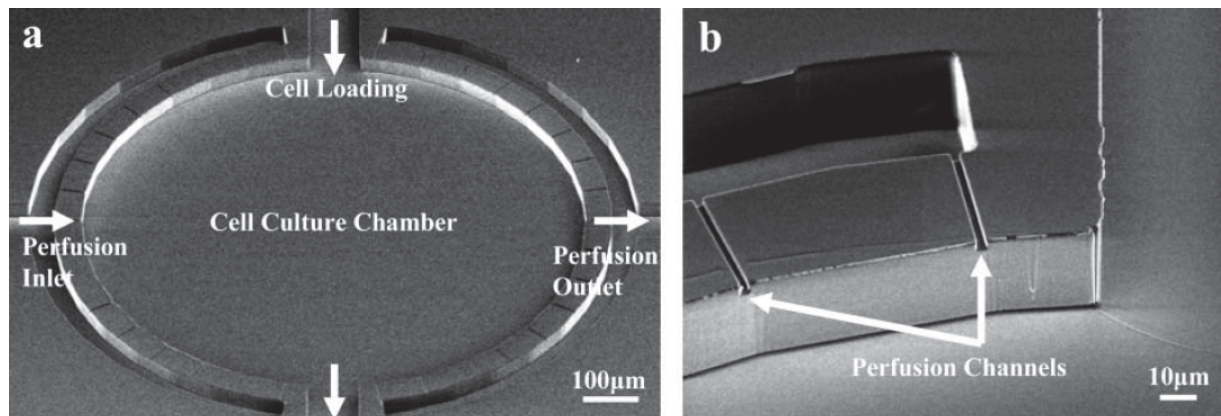 a
Cell Loading
Cell Culture Chamber
Perfusion
Inlet
Perfusion
Outlet
100μm
b
Perfusion Channels
10μm